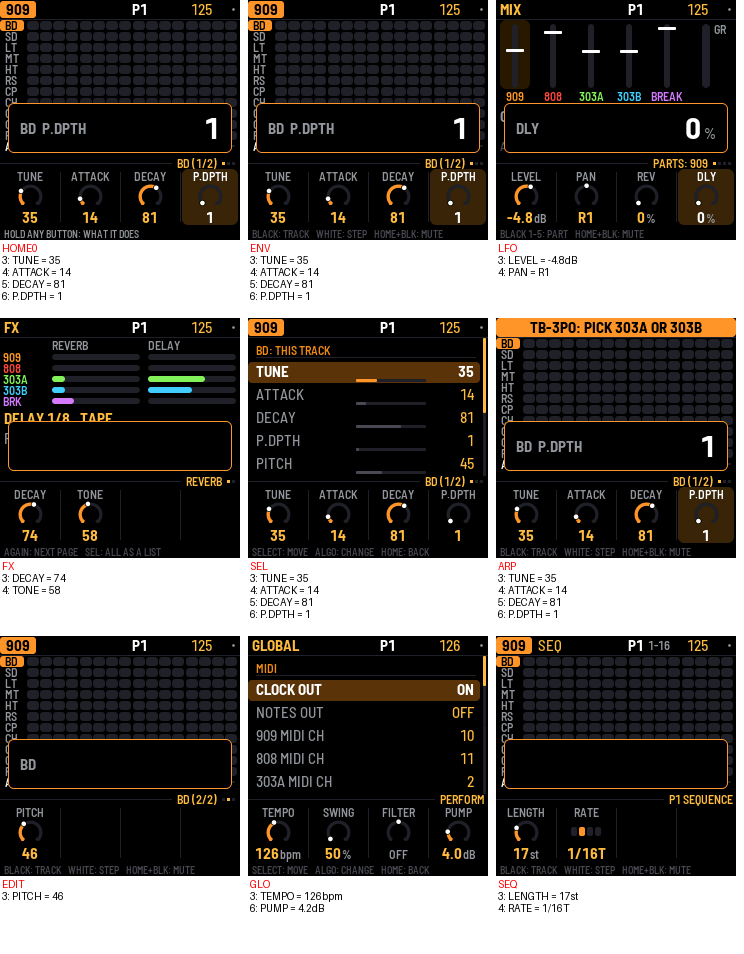 909 P1 125
BD
SD
LT
MT
HT
RS
CP
CH
BD P.DPTH 1
BD (1/2)
TUNE ATTACK DECAY P.DPTH
35 14 81 1
HOLD ANY BUTTON: WHAT IT DOES
HOME0
3: TUNE = 35
4: ATTACK = 14
5: DECAY = 81
6: P.DPTH = 1
909 P1 125
BD
SD
LT
MT
HT
RS
CP
CH
BD P.DPTH 1
BD (1/2)
TUNE ATTACK DECAY P.DPTH
35 14 81 1
BLACK: TRACK WHITE: STEP HOME+BLK: MUTE
ENV
3: TUNE = 35
4: ATTACK = 14
5: DECAY = 81
6: P.DPTH = 1
MIX P1 125
GR
909 808 303A 303B BREAK
DLY 0 %
PARTS: 909
LEVEL PAN REV DLY
-4.8dB R1 0% 0%
BLACK 1-5: PART HOME+BLK: MUTE
LFO
3: LEVEL = -4.8dB
4: PAN = R1
FX P1 125
REVERB DELAY
909
808
303A
303B
BRK
DELAY 1/8 TAPE
REVERB
DECAY TONE
74 58
AGAIN: NEXT PAGE SEL: ALL AS A LIST
FX
3: DECAY = 74
4: TONE = 58
909 P1 125
BD: THIS TRACK
TUNE 35
ATTACK 14
DECAY 81
P.DPTH 1
PITCH 45
BD (1/2)
TUNE ATTACK DECAY P.DPTH
35 14 81 1
SELECT: MOVE ALGO: CHANGE HOME: BACK
SEL
3: TUNE = 35
4: ATTACK = 14
5: DECAY = 81
6: P.DPTH = 1
TB-3PO: PICK 303A OR 303B
BD
SD
LT
MT
HT
RS
CP
CH
BD P.DPTH 1
BD (1/2)
TUNE ATTACK DECAY P.DPTH
35 14 81 1
BLACK: TRACK WHITE: STEP HOME+BLK: MUTE
ARP
3: TUNE = 35
4: ATTACK = 14
5: DECAY = 81
6: P.DPTH = 1
909 P1 125
BD
SD
LT
MT
HT
RS
CP
CH
BD
BD (2/2)
PITCH
46
BLACK: TRACK WHITE: STEP HOME+BLK: MUTE
EDIT
3: PITCH = 46
GLOBAL P1 126
MIDI
CLOCK OUT ON
NOTES OUT OFF
909 MIDI CH 10
808 MIDI CH 11
303A MIDI CH 2
PERFORM
TEMPO SWING FILTER PUMP
126bpm 50% OFF 4.0dB
SELECT: MOVE ALGO: CHANGE HOME: BACK
GLO
3: TEMPO = 126bpm
6: PUMP = 4.2dB
909 SEQ P1 1-16 125
BD
SD
LT
MT
HT
RS
CP
CH
P1 SEQUENCE
LENGTH RATE
17st 1/16T
BLACK: TRACK WHITE: STEP HOME+BLK: MUTE
SEQ
3: LENGTH = 17st
4: RATE = 1/16T